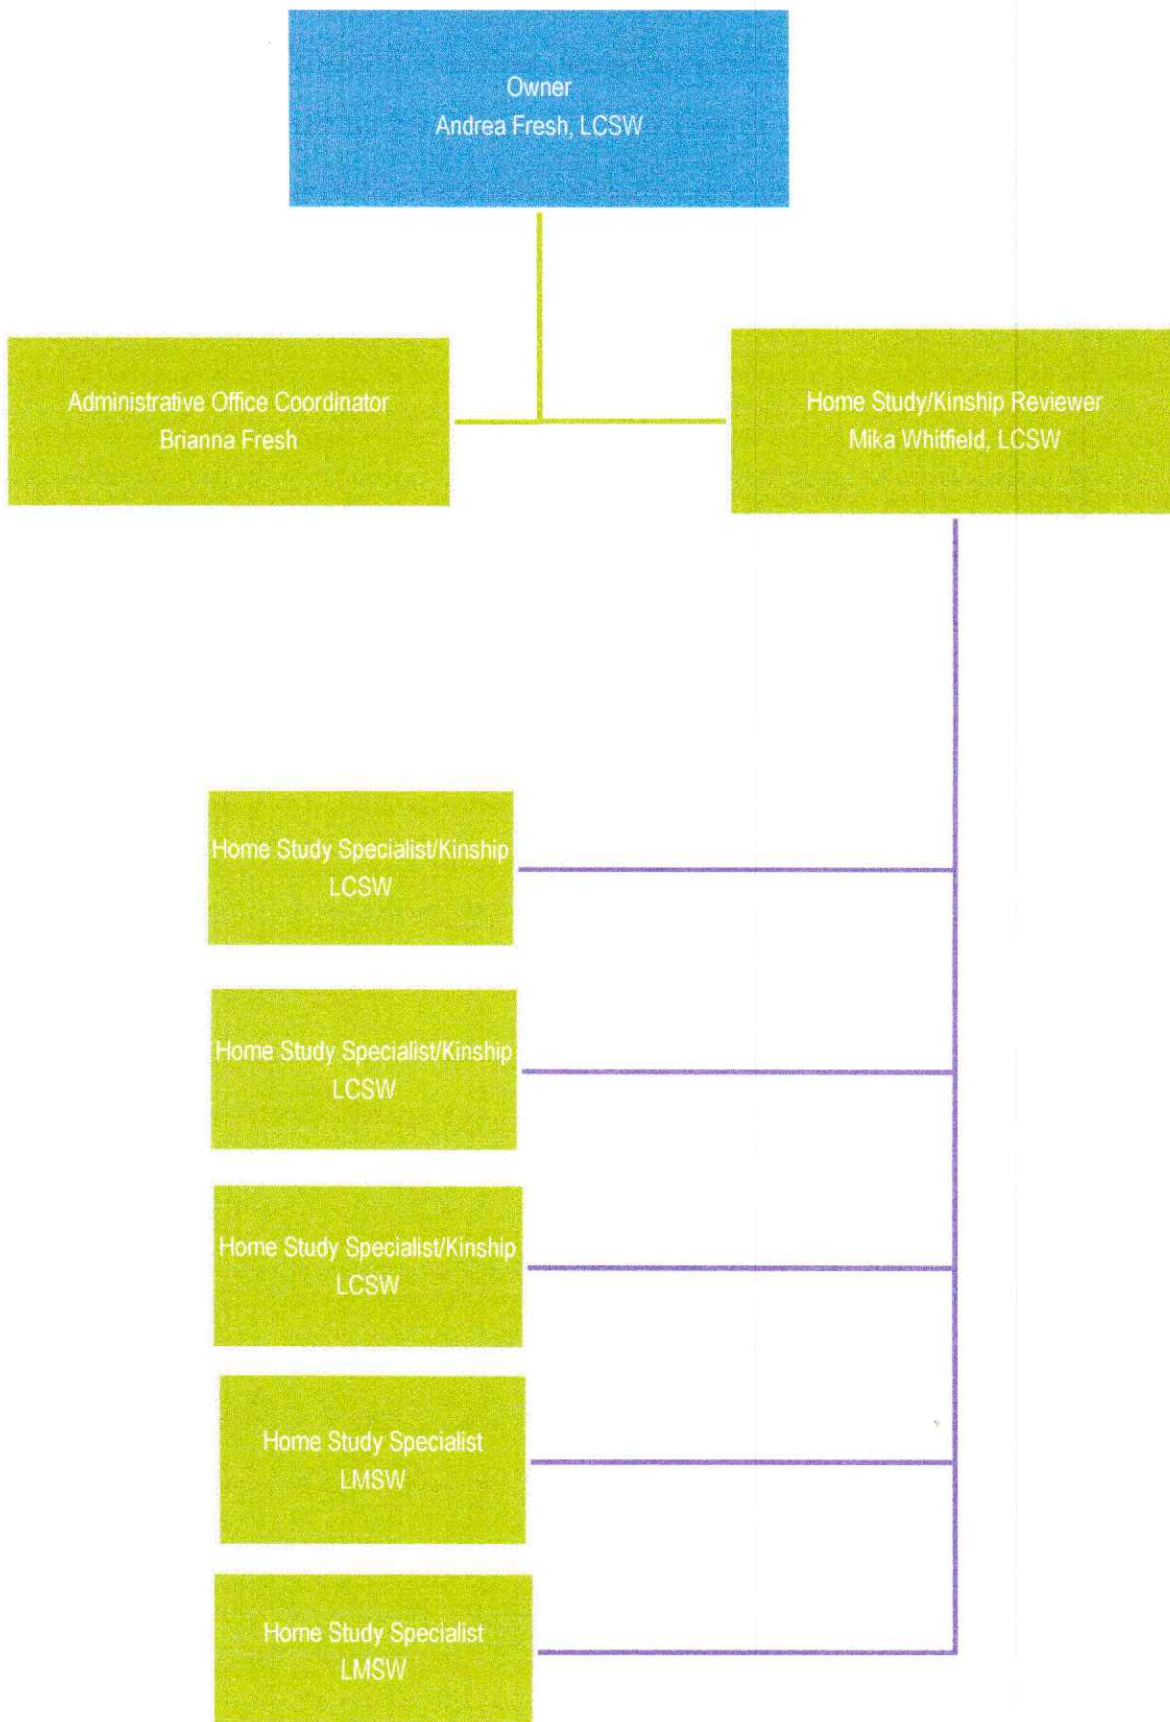 Owner
Andrea Fresh, LCSW
Administrative Office Coordinator
Brianna Fresh
Home Study/Kinship Reviewer
Mika Whitfield, LCSW
Home Study Specialist/Kinship
LCSW
Home Study Specialist/Kinship
LCSW
Home Study Specialist/Kinship
LCSW
Home Study Specialist
LMSW
Home Study Specialist
LMSW